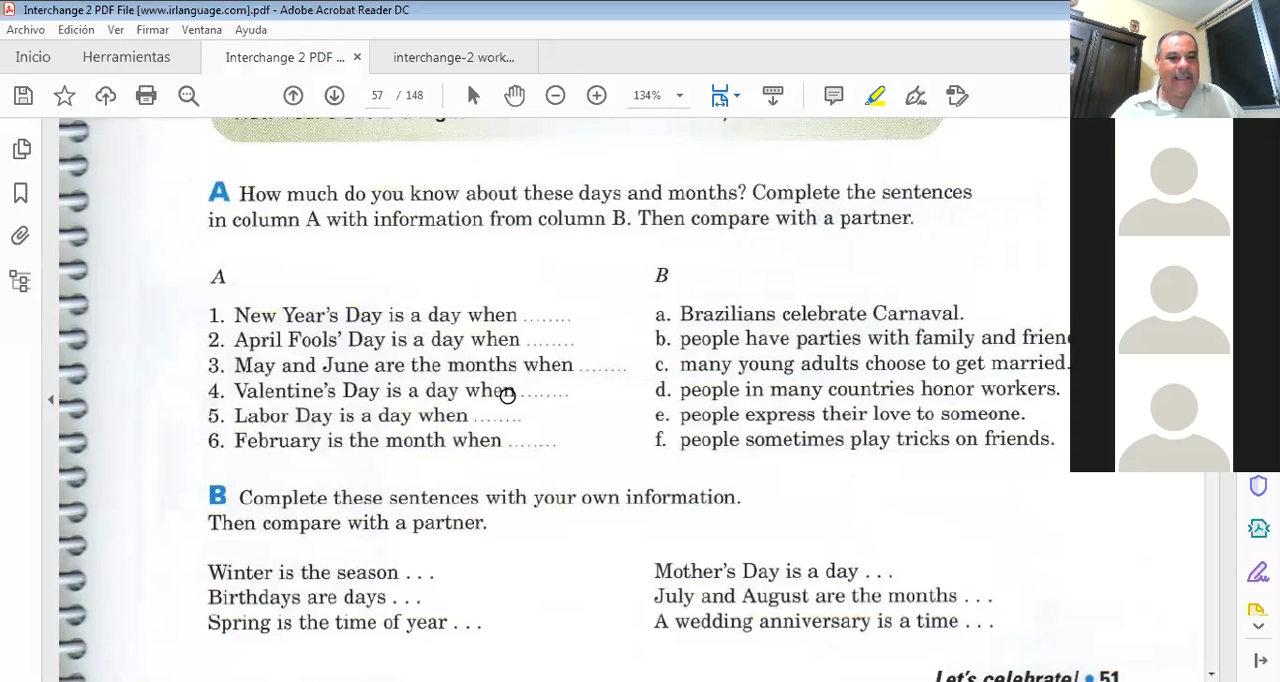 Interchange 2 PDF File [www.irlanguage.com].pdf - Adobe Acrobat Reader DC
Archivo Edición Ver Firmar Ventana Ayuda
Inicio Herramientas Interchange 2 PDF ... × interchange-2 work...
57 / 148 134%
A How much do you know about these days and months? Complete the sentences
in column A with information from column B. Then compare with a partner.
A
1. New Year's Day is a day when ........
2. April Fools' Day is a day when ........
3. May and June are the months when ........
4. Valentine's Day is a day when ........
5. Labor Day is a day when ........
6. February is the month when ........
B
a. Brazilians celebrate Carnaval.
b. people have parties with family and frien
c. many young adults choose to get married.
d. people in many countries honor workers.
e. people express their love to someone.
f. people sometimes play tricks on friends.
B Complete these sentences with your own information.
Then compare with a partner.
Winter is the season . . .
Birthdays are days . . .
Spring is the time of year . . .
Mother's Day is a day . . .
July and August are the months . . .
A wedding anniversary is a time . . .
Let's celebrate! • 51